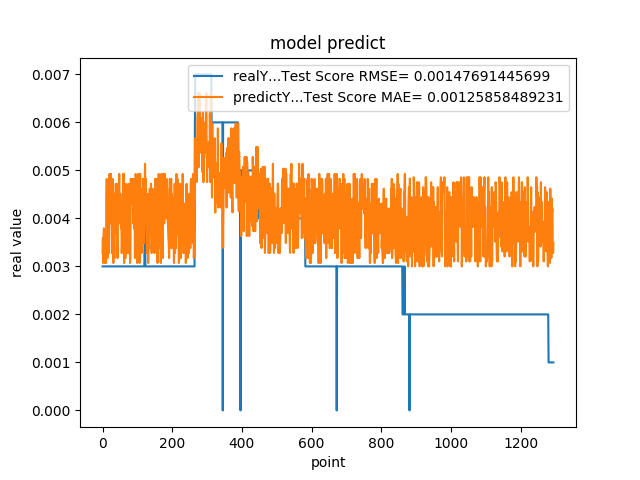 model predict
realY...Test Score RMSE= 0.00147691445699
predictY...Test Score MAE= 0.00125858489231
0.007
0.006
0.005
0.004
0.003
0.002
0.001
0.000
real value
0 200 400 600 800 1000 1200
point